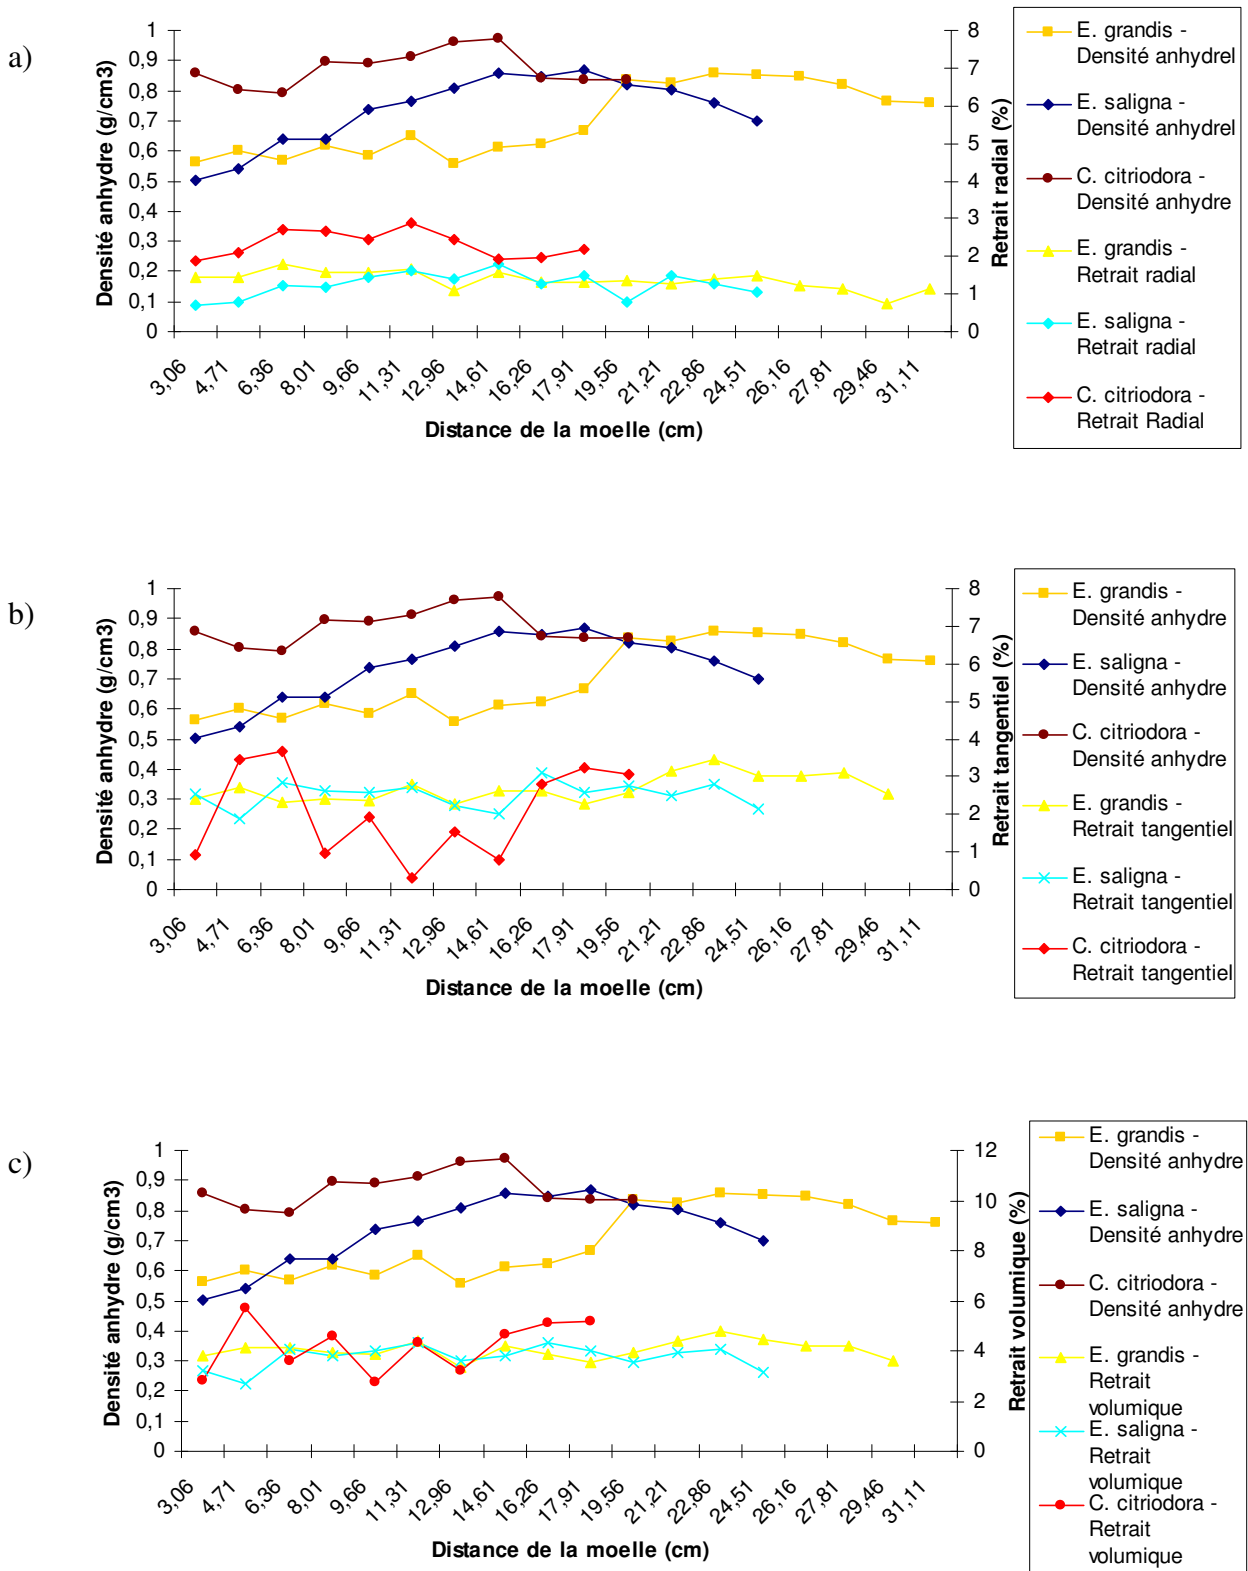 a)
1
0,9
0,8
0,7
0,6
0,5
0,4
0,3
0,2
0,1
0
Densité anhydre (g/cm3)
8
7
6
5
4
3
2
1
0
Retrait radial (%)
3,06
4,71
6,36
8,01
9,66
11,31
12,96
14,61
16,26
17,91
19,56
21,21
22,86
24,51
26,16
27,81
29,46
31,11
Distance de la moelle (cm)
E. grandis -
Densité anhydrel
E. saligna -
Densité anhydrel
C. citriodora -
Densité anhydre
E. grandis -
Retrait radial
E. saligna -
Retrait radial
C. citriodora -
Retrait Radial
b)
1
0,9
0,8
0,7
0,6
0,5
0,4
0,3
0,2
0,1
0
Densité anhydre (g/cm3)
8
7
6
5
4
3
2
1
0
Retrait tangentiel (%)
3,06
4,71
6,36
8,01
9,66
11,31
12,96
14,61
16,26
17,91
19,56
21,21
22,86
24,51
26,16
27,81
29,46
31,11
Distance de la moelle (cm)
E. grandis -
Densité anhydre
E. saligna -
Densité anhydre
C. citriodora -
Densité anhydre
E. grandis -
Retrait tangentiel
E. saligna -
Retrait tangentiel
C. citriodora -
Retrait tangentiel
c)
1
0,9
0,8
0,7
0,6
0,5
0,4
0,3
0,2
0,1
0
Densité anhydre (g/cm3)
12
10
8
6
4
2
0
Retrait volumique (%)
3,06
4,71
6,36
8,01
9,66
11,31
12,96
14,61
16,26
17,91
19,56
21,21
22,86
24,51
26,16
27,81
29,46
31,11
Distance de la moelle (cm)
E. grandis -
Densité anhydre
E. saligna -
Densité anhydre
C. citriodora -
Densité anhydre
E. grandis -
Retrait
volumique
E. saligna -
Retrait
volumique
C. citriodora -
Retrait
volumique